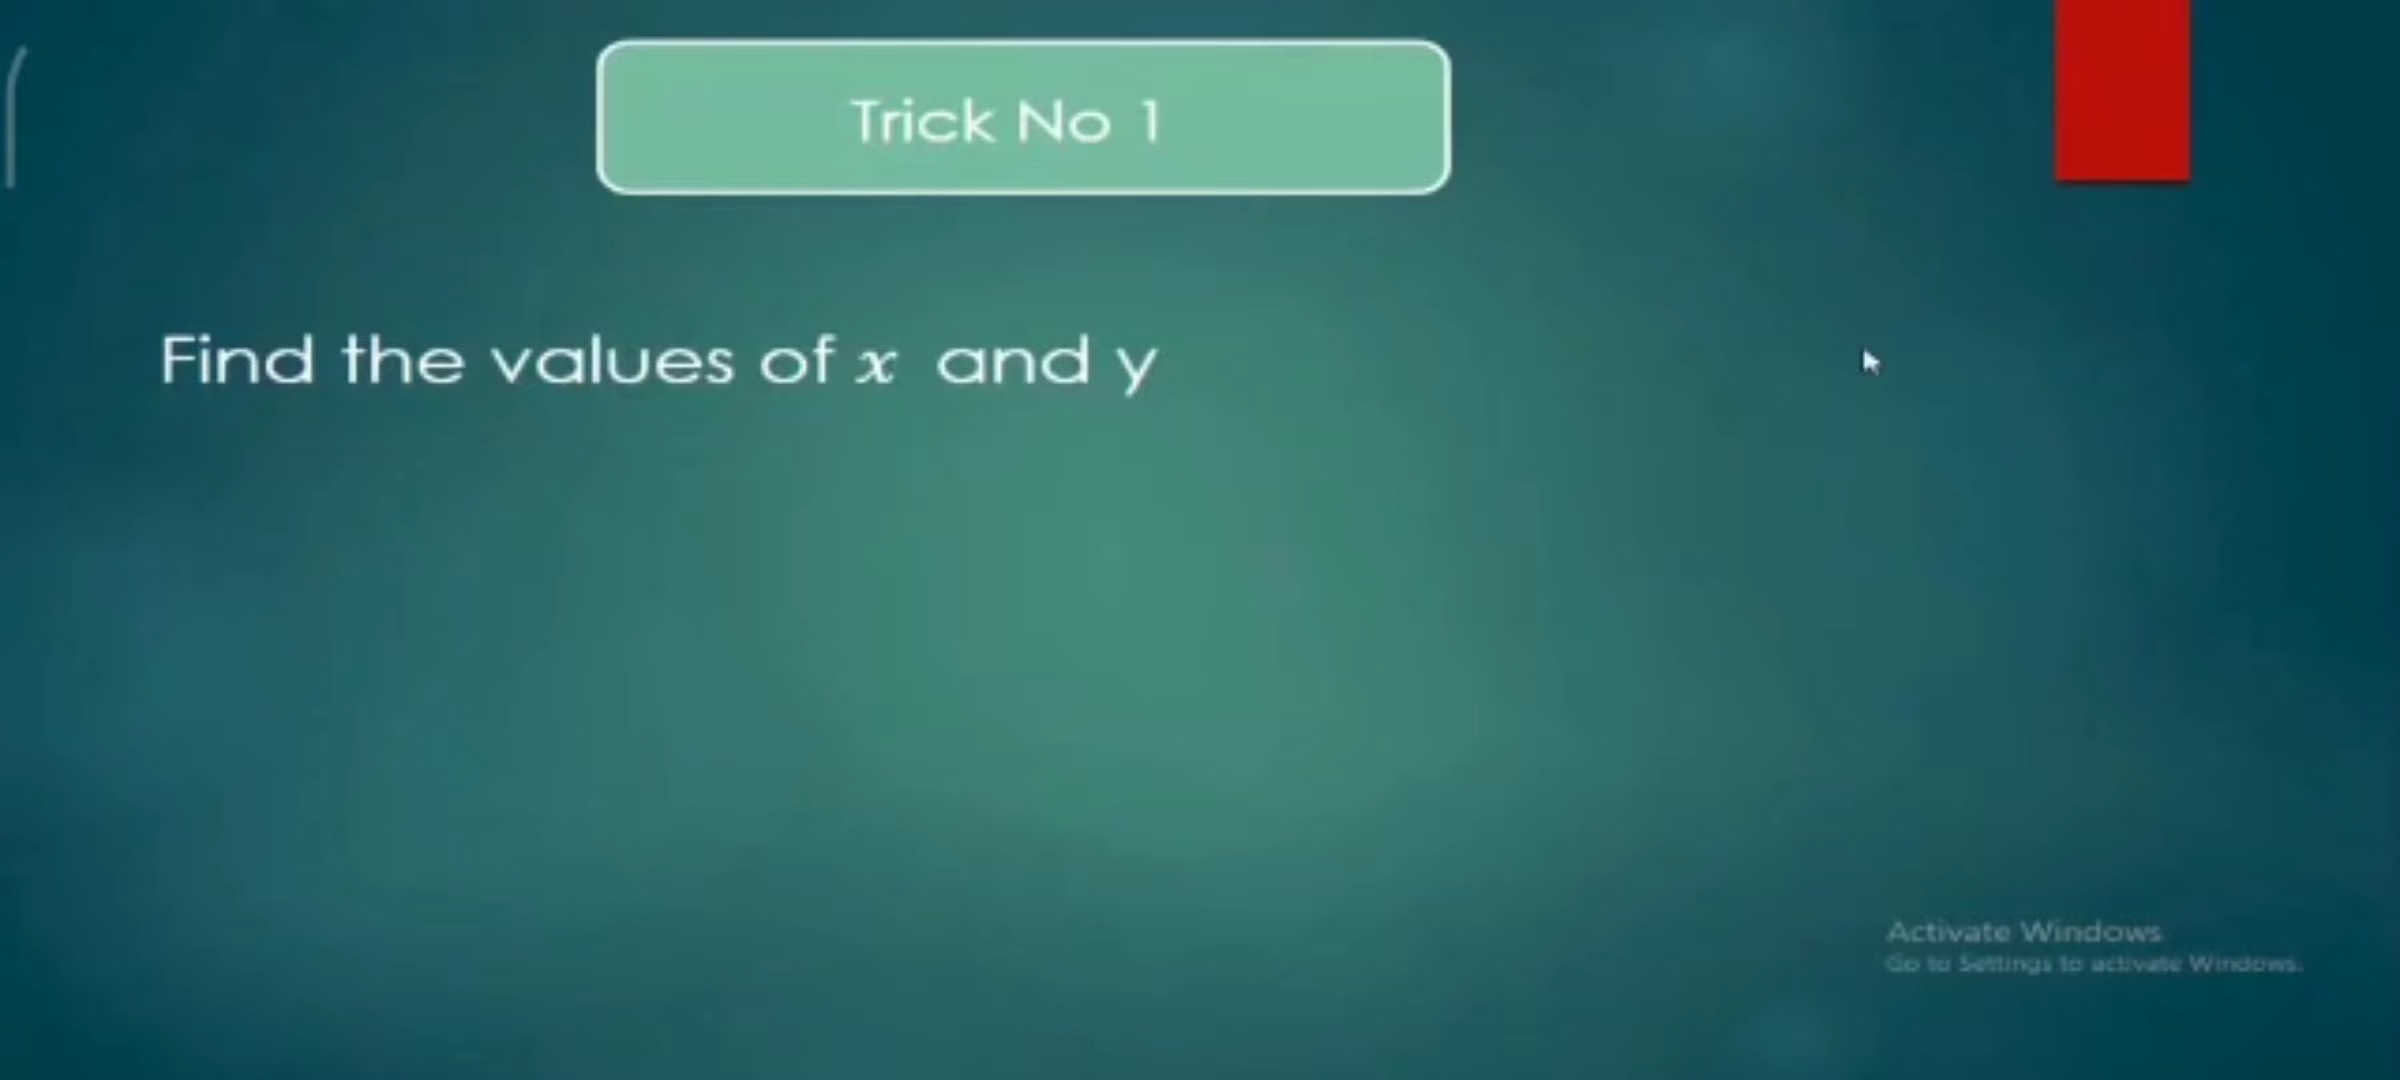 Trick No 1
Find the values of x and y
Activate Windows
Go to Settings to activate Windows.